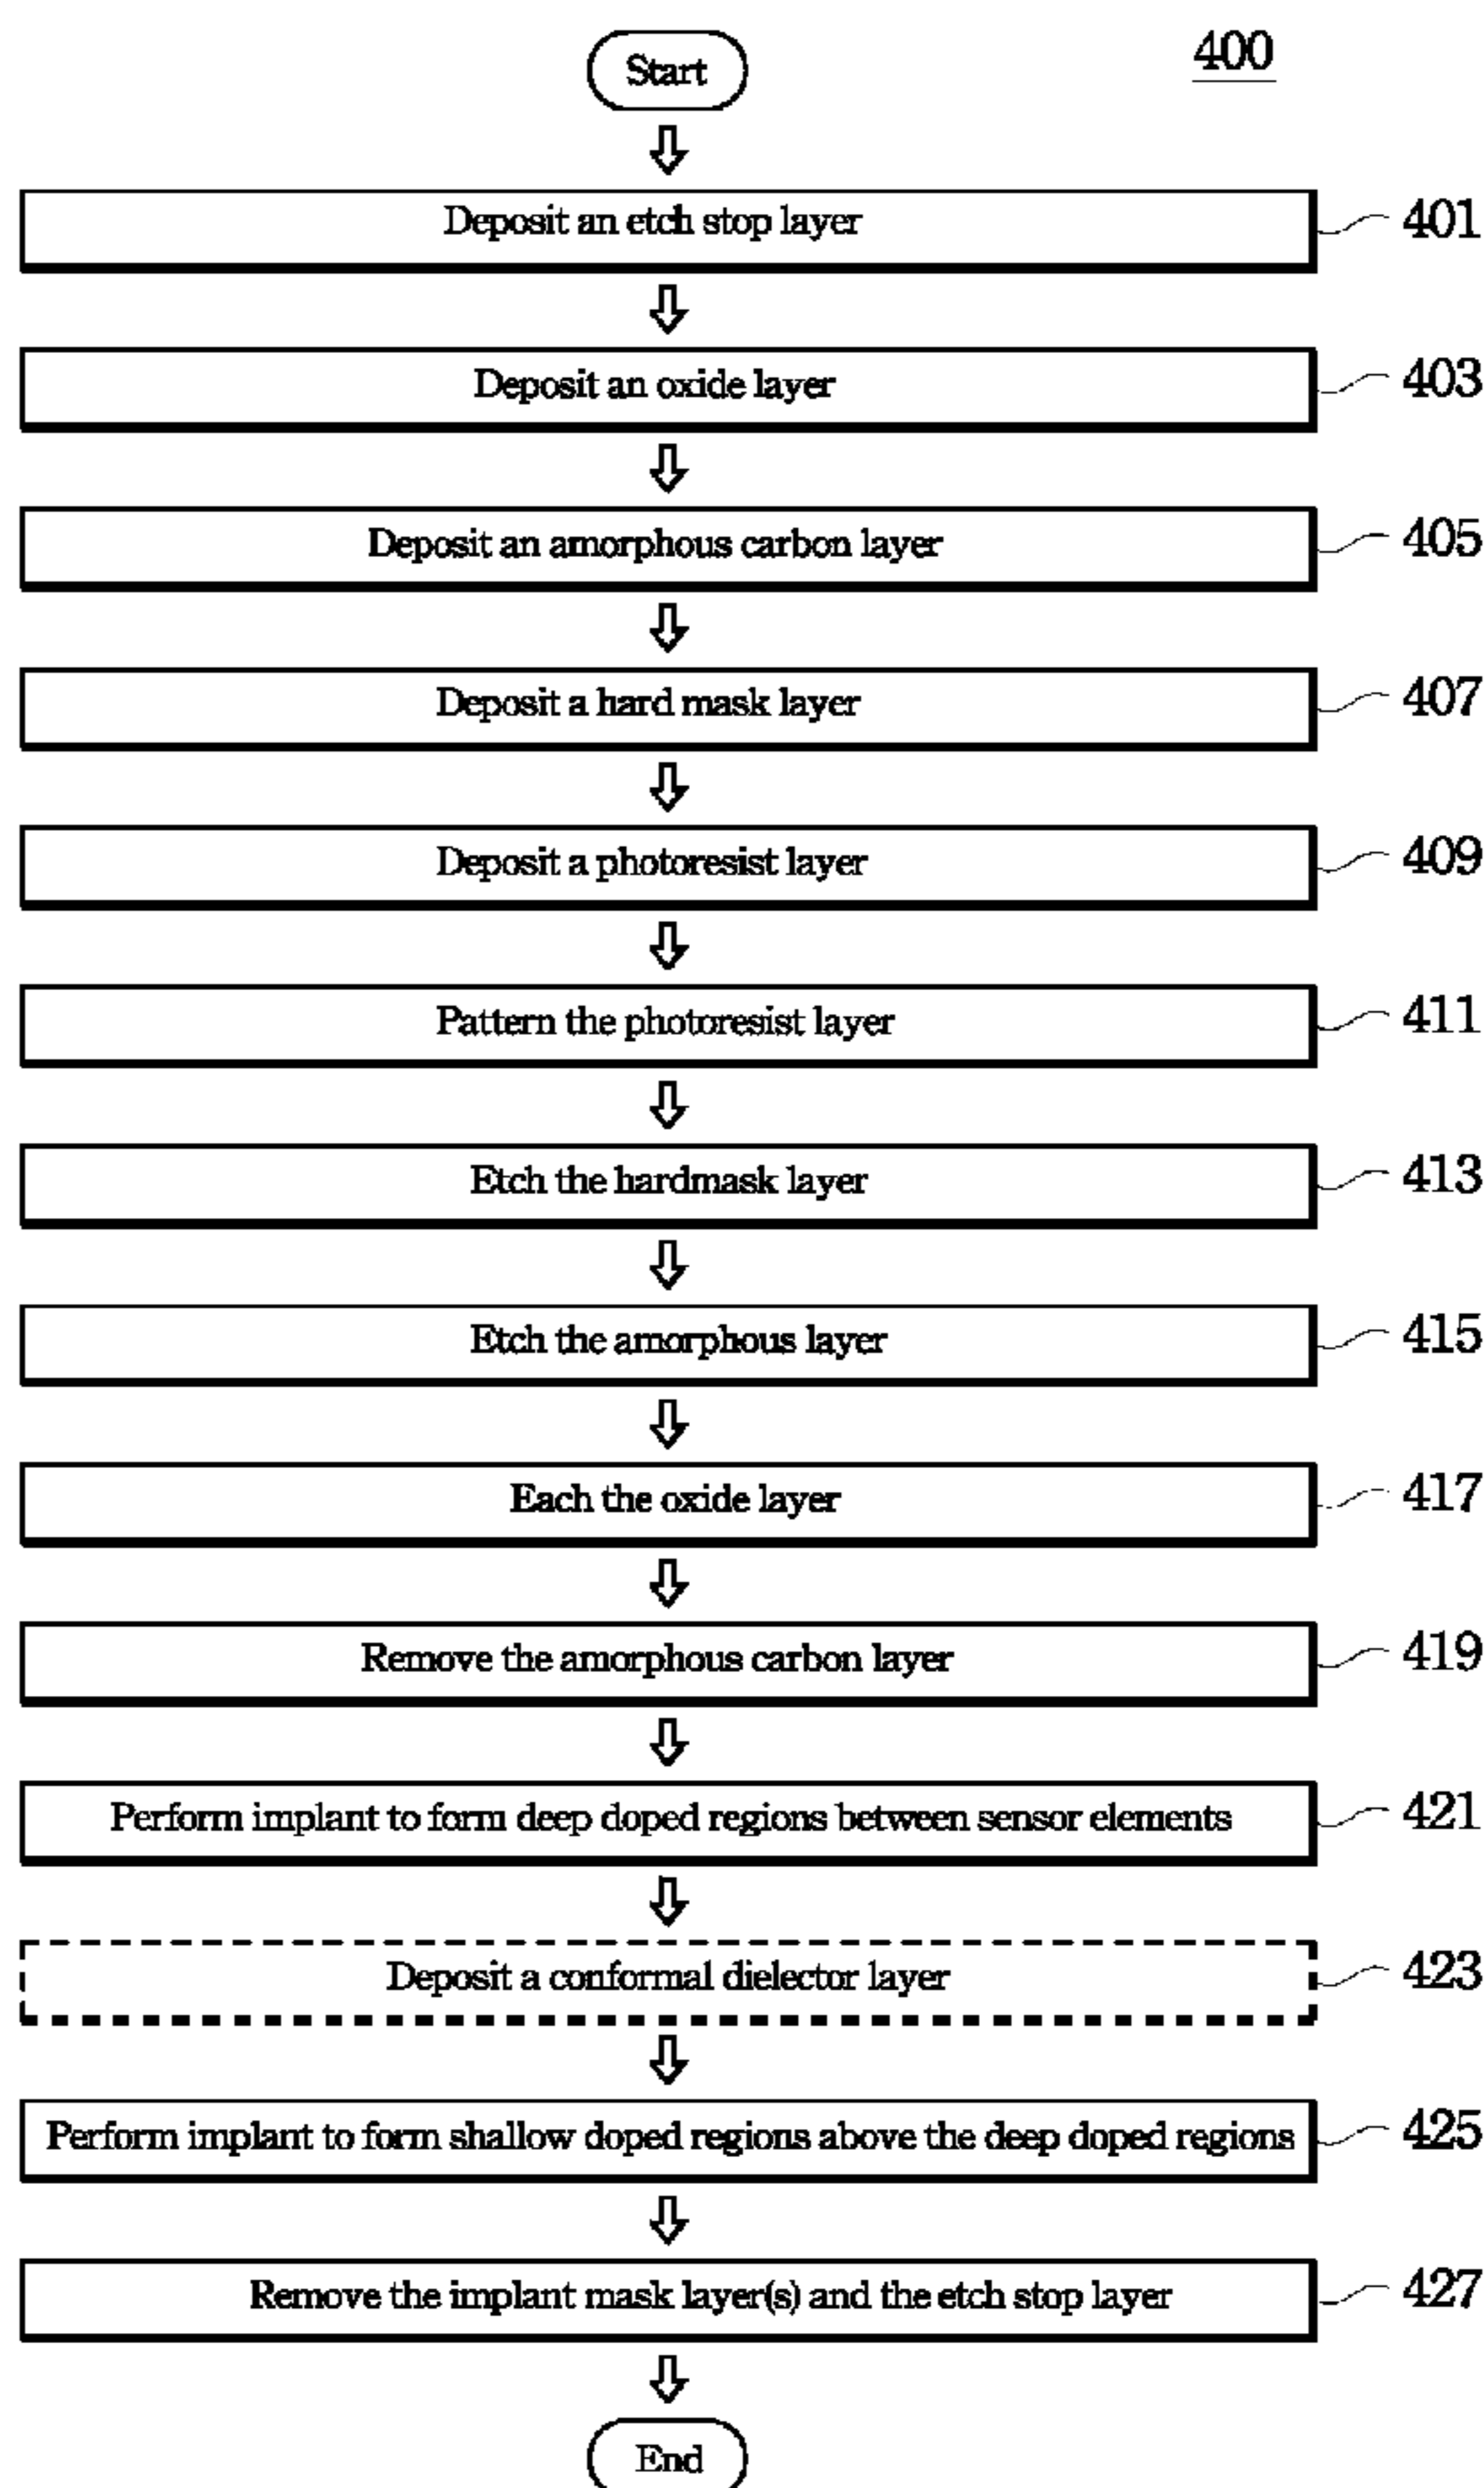 400
Start
Deposit an etch stop layer 401
Deposit an oxide layer 403
Deposit an amorphous carbon layer 405
Deposit a hard mask layer 407
Deposit a photoresist layer 409
Pattern the photoresist layer 411
Etch the hardmask layer 413
Etch the amorphous layer 415
Each the oxide layer 417
Remove the amorphous carbon layer 419
Perform implant to form deep doped regions between sensor elements 421
Deposit a conformal dielector layer 423
Perform implant to form shallow doped regions above the deep doped regions 425
Remove the implant mask layer(s) and the etch stop layer 427
End